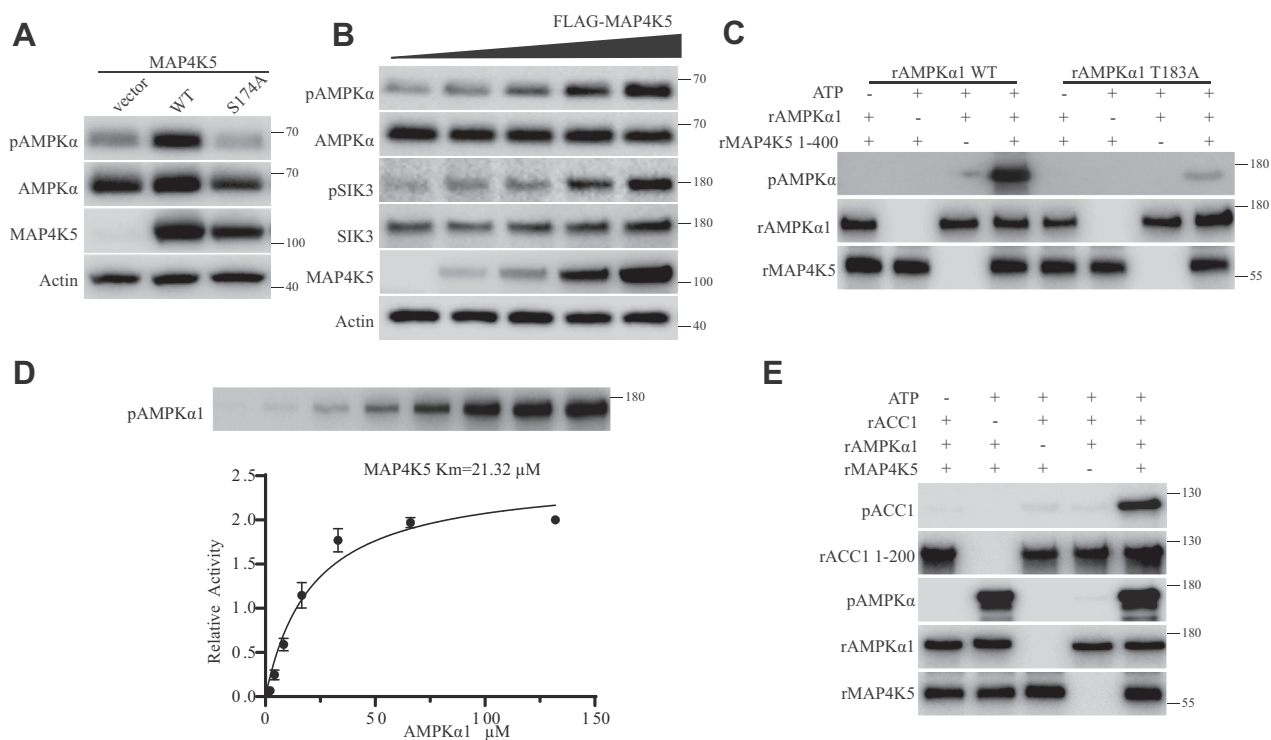 A
MAP4K5
vector WT S174A
pAMPKα 70
AMPKα 70
MAP4K5 100
Actin 40
B
FLAG-MAP4K5
pAMPKα 70
AMPKα 70
pSIK3 180
SIK3 180
MAP4K5 100
Actin 40
C
rAMPKα1 WT rAMPKα1 T183A
ATP - + + + - + + +
rAMPKα1 + - + + + - + +
rMAP4K5 1-400 + + - + + + - +
pAMPKα 180
rAMPKα1 180
rMAP4K5 55
D
pAMPKα1 180
MAP4K5 Km=21.32 µM
Relative Activity
2.5
2.0
1.5
1.0
0.5
0.0
0 50 100 150
AMPKα1 µM
E
ATP - + + + +
rACC1 + - + + +
rAMPKα1 + + - + +
rMAP4K5 + + + - +
pACC1 130
rACC1 1-200 130
pAMPKα 180
rAMPKα1 180
rMAP4K5 55